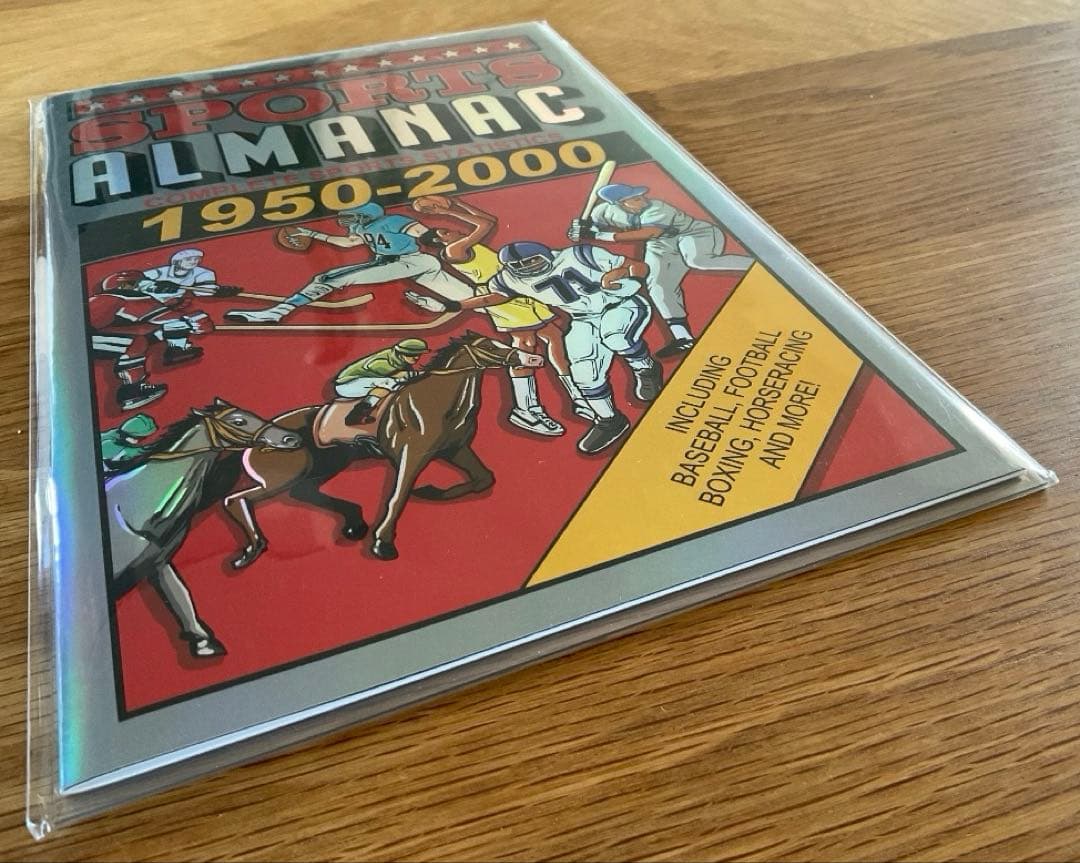 SPORTS
ALMANAC
COMPLETE SPORTS STATISTICS
1950-2000
84
71
INCLUDING
BASEBALL, FOOTBALL
BOXING, HORSERACING
AND MORE!